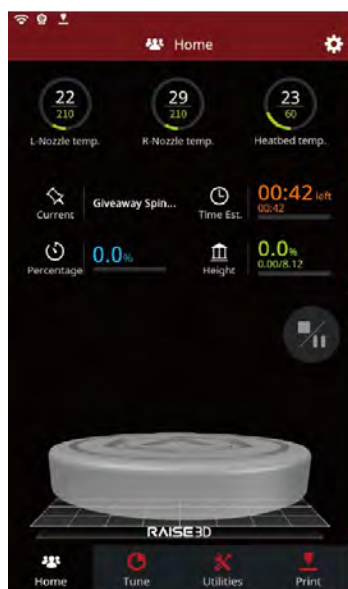 Home
22
210
L-Nozzle temp.
29
210
R-Nozzle temp.
23
60
Heatbed temp.
Current
Giveaway Spin...
Time Est.
00:42 left
00:42
Percentage
0.0%
Height
0.0%
0.00/8.12
RAISE3D
Home
Tune
Utilities
Print